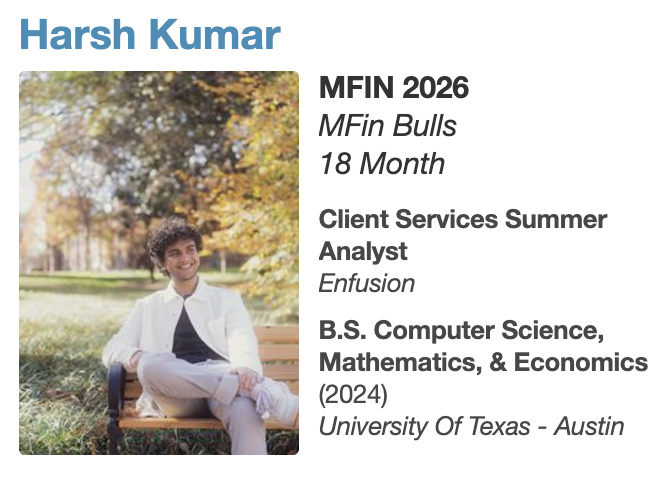 Harsh Kumar
MFIN 2026
MFin Bulls
18 Month
Client Services Summer
Analyst
Enfusion
B.S. Computer Science,
Mathematics, & Economics
(2024)
University Of Texas - Austin